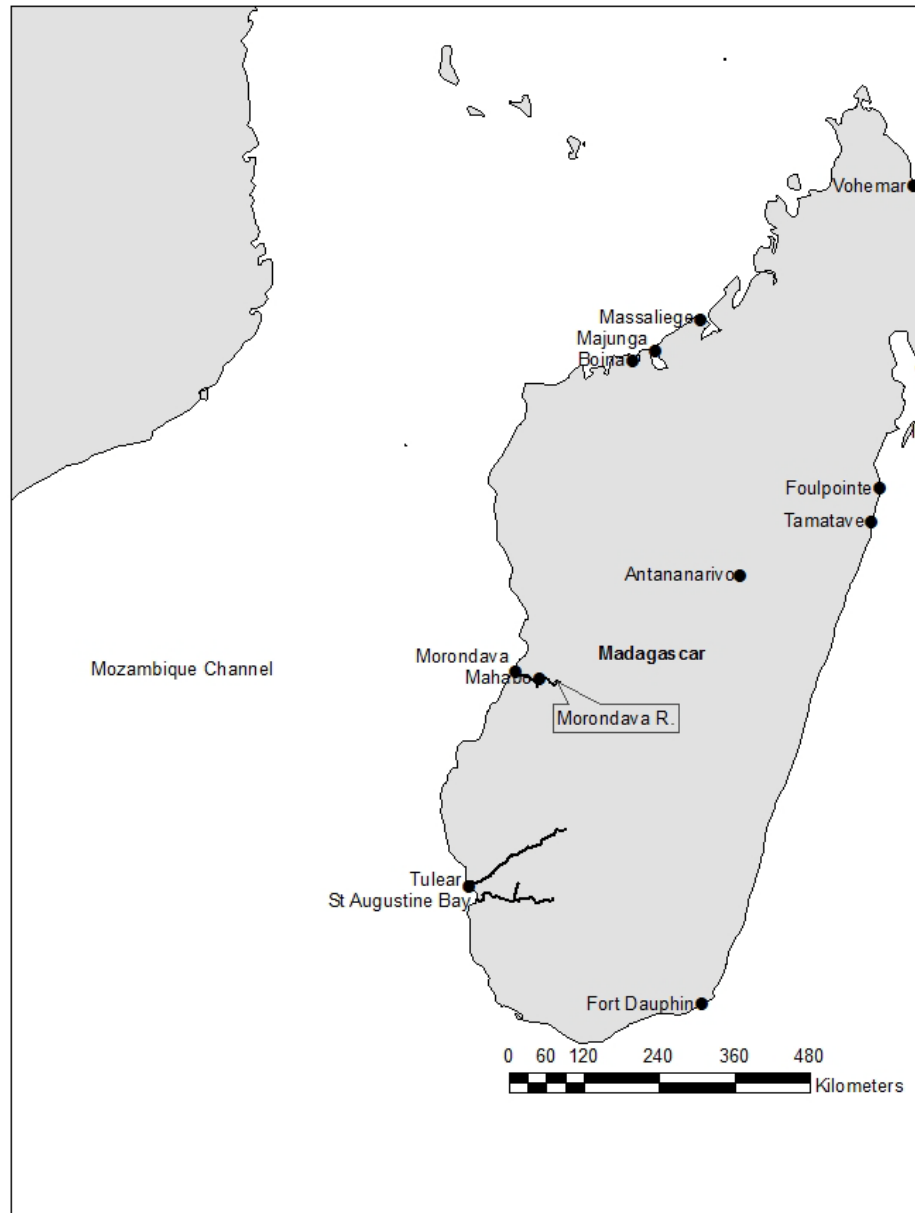 Vohemar
Massaliege
Majunga
Boina
Foulpointe
Tamatave
Antananarivo
Madagascar
Mozambique Channel
Morondava
Mahabo
Morondava R.
Tulear
St Augustine Bay
Fort Dauphin
0 60 120 240 360 480
Kilometers